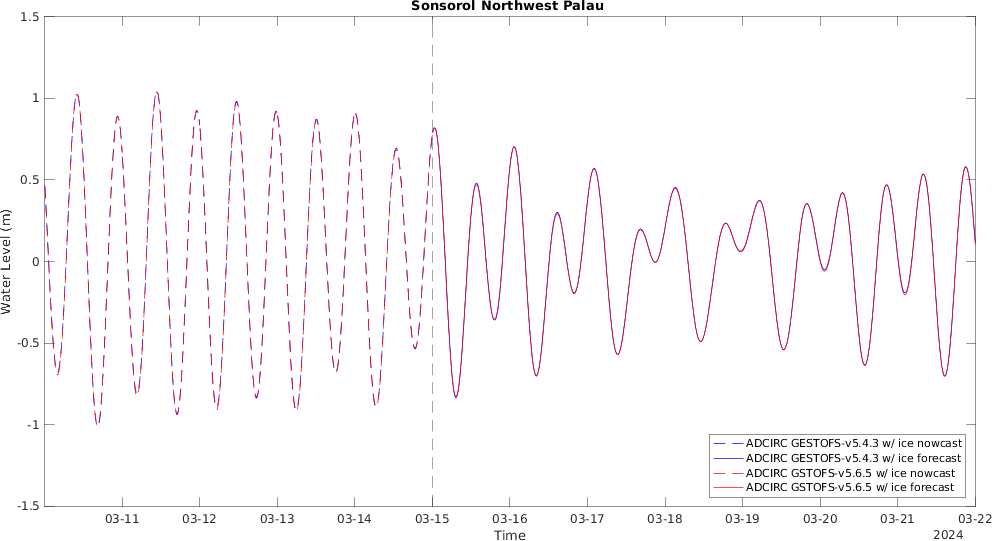 Sonsorol Northwest Palau
1.5
1
0.5
0
-0.5
-1
-1.5
Water Level (m)
03-11 03-12 03-13 03-14 03-15 03-16 03-17 03-18 03-19 03-20 03-21 03-22
Time
2024
ADCIRC GESTOFS-v5.4.3 w/ ice nowcast
ADCIRC GESTOFS-v5.4.3 w/ ice forecast
ADCIRC GSTOFS-v5.6.5 w/ ice nowcast
ADCIRC GSTOFS-v5.6.5 w/ ice forecast